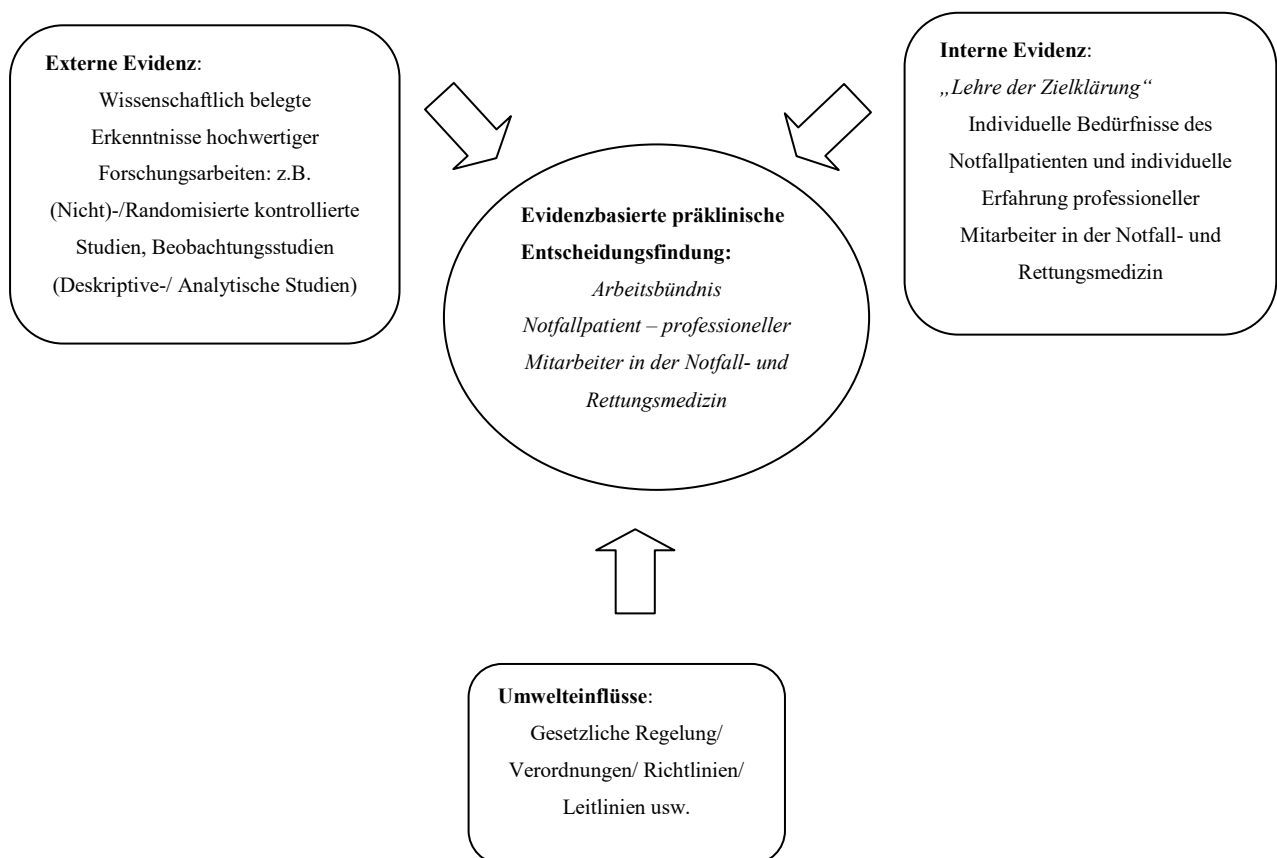 Externe Evidenz:
Wissenschaftlich belegte
Erkenntnisse hochwertiger
Forschungsarbeiten: z.B.
(Nicht)-/Randomisierte kontrollierte
Studien, Beobachtungsstudien
(Deskriptive-/ Analytische Studien)
Interne Evidenz:
„Lehre der Zielklärung“
Individuelle Bedürfnisse des
Notfallpatienten und individuelle
Erfahrung professioneller
Mitarbeiter in der Notfall- und
Rettungsmedizin
Evidenzbasierte präklinische
Entscheidungsfindung:
Arbeitsbündnis
Notfallpatient – professioneller
Mitarbeiter in der Notfall- und
Rettungsmedizin
Umwelteinflüsse:
Gesetzliche Regelung/
Verordnungen/ Richtlinien/
Leitlinien usw.